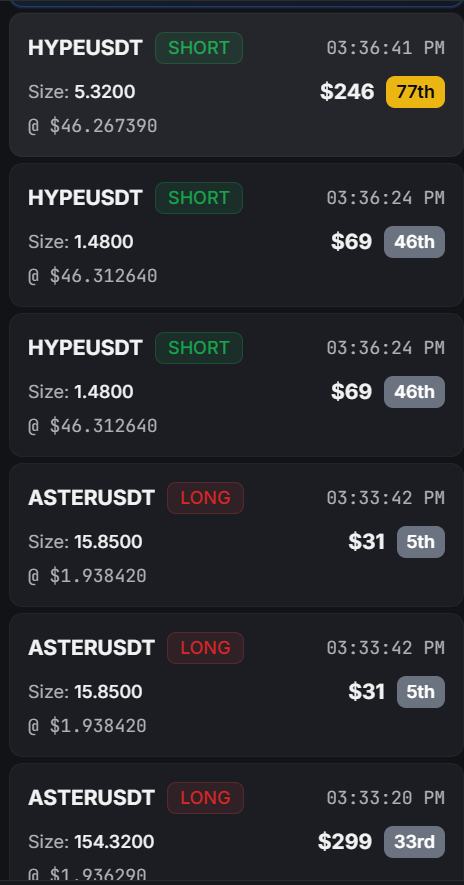 HYPEUSDT SHORT 03:36:41 PM
Size: 5.3200 $246 77th
@ $46.267390
HYPEUSDT SHORT 03:36:24 PM
Size: 1.4800 $69 46th
@ $46.312640
HYPEUSDT SHORT 03:36:24 PM
Size: 1.4800 $69 46th
@ $46.312640
ASTERUSDT LONG 03:33:42 PM
Size: 15.8500 $31 5th
@ $1.938420
ASTERUSDT LONG 03:33:42 PM
Size: 15.8500 $31 5th
@ $1.938420
ASTERUSDT LONG 03:33:20 PM
Size: 154.3200 $299 33rd
@ $1.936290